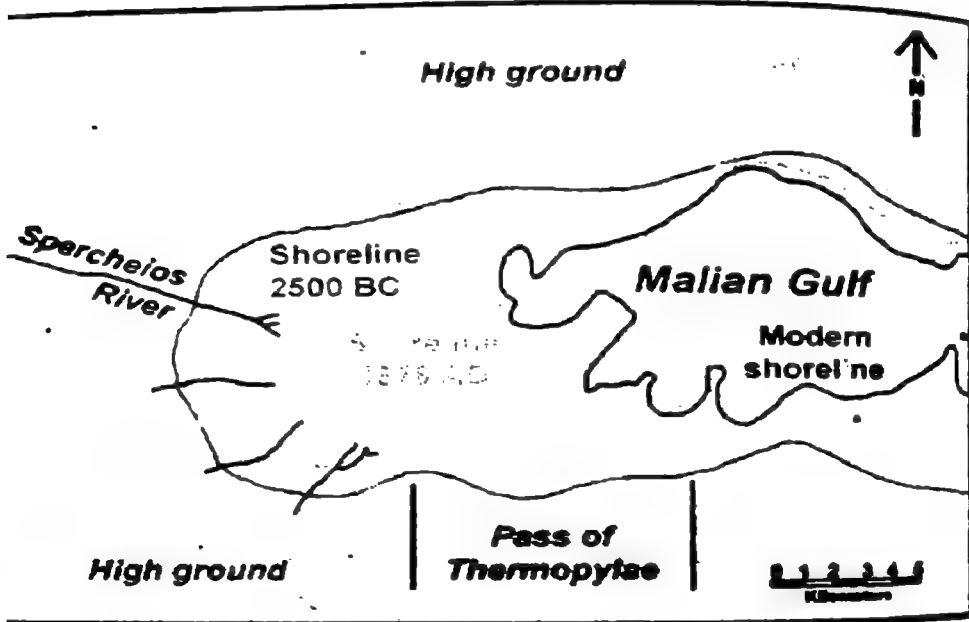 High ground
N
Spercheios
River
Shoreline
2500 BC
Malian Gulf
Modern
shoreline
Pass of
Thermopylae
High ground
0 1 2 3 4 5
Kilometers